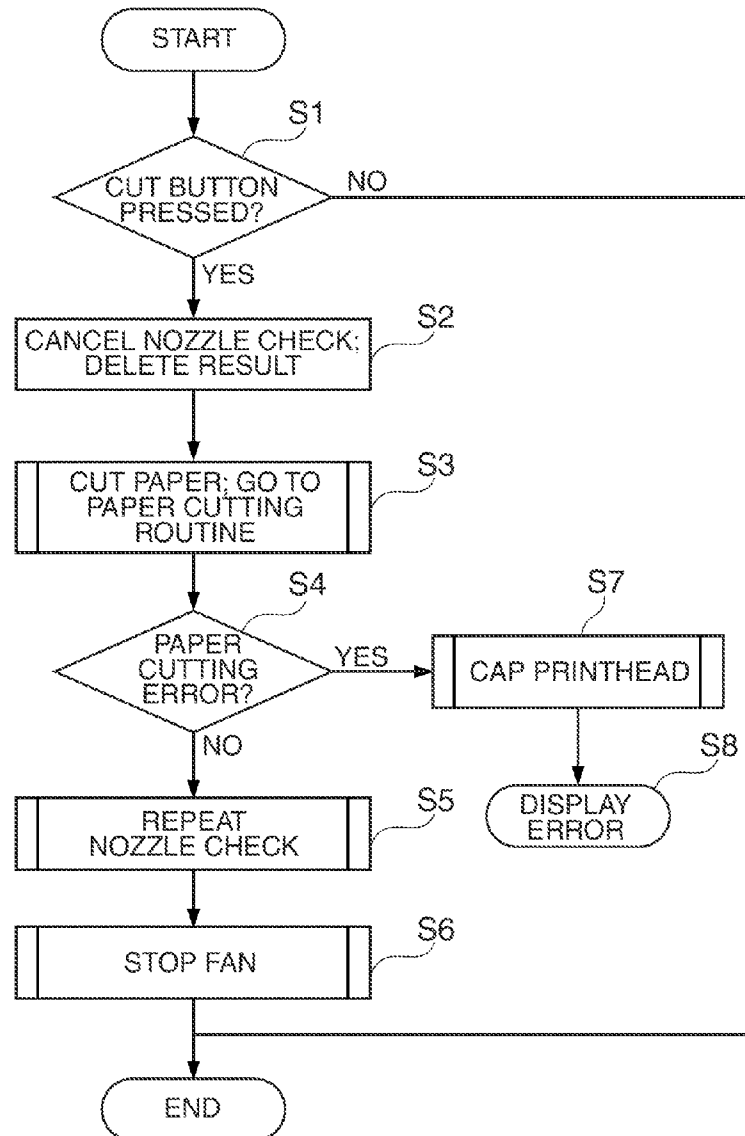 START
S1
CUT BUTTON
PRESSED?
NO
YES
S2
CANCEL NOZZLE CHECK;
DELETE RESULT
S3
CUT PAPER; GO TO
PAPER CUTTING
ROUTINE
S4
PAPER
CUTTING
ERROR?
YES
S7
CAP PRINTHEAD
NO
S8
DISPLAY
ERROR
S5
REPEAT
NOZZLE CHECK
S6
STOP FAN
END